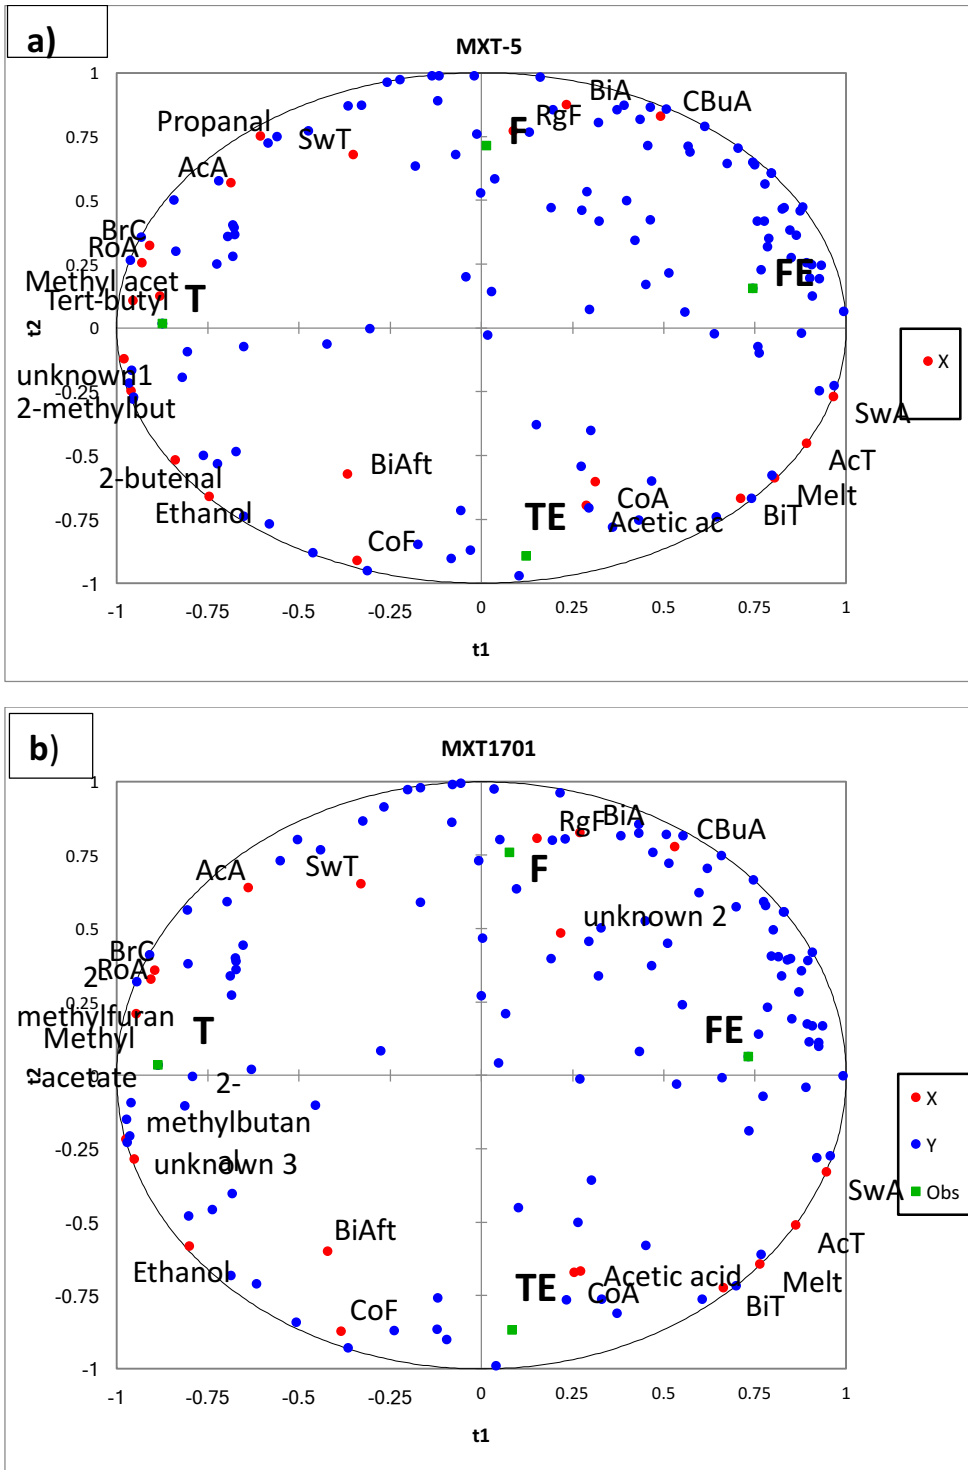 a)
MXT-5
1
0.75
0.5
0.25
0
-0.25
-0.5
-0.75
-1
t2
Propanal
SwT
F
RgF
BiA
CBuA
AcA
BrC
RoA
Methyl acet
Tert-butyl
T
FE
unknown1
2-methylbut
2-butenal
Ethanol
BiAft
CoF
TE
CoA
Acetic ac
SwA
AcT
Melt
BiT
X
-1 -0.75 -0.5 -0.25 0 0.25 0.5 0.75 1
t1
b)
MXT1701
1
0.75
0.5
0.25
0
-0.25
-0.5
-0.75
-1
t2
AcA
SwT
F
RgF
BiA
CBuA
unknown 2
BrC
RoA
2-
methylfuran
Methyl
acetate
T
FE
2-
methylbutan
al
unknown 3
Ethanol
BiAft
CoF
TE
Acetic acid
CoA
SwA
AcT
Melt
BiT
X
Y
Obs
-1 -0.75 -0.5 -0.25 0 0.25 0.5 0.75 1
t1